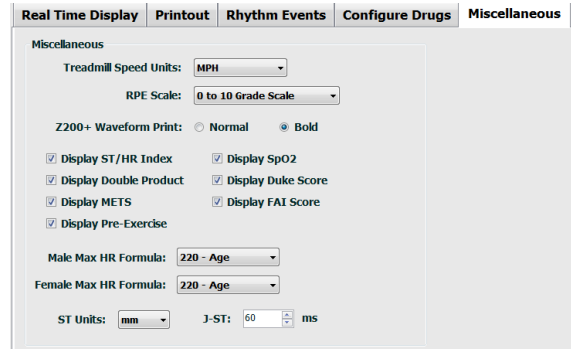 Real Time Display Printout Rhythm Events Configure Drugs Miscellaneous
Miscellaneous
Treadmill Speed Units: MPH
RPE Scale: 0 to 10 Grade Scale
Z200+ Waveform Print: Normal Bold
Display ST/HR Index Display SpO2
Display Double Product Display Duke Score
Display METS Display FAI Score
Display Pre-Exercise
Male Max HR Formula: 220 - Age
Female Max HR Formula: 220 - Age
ST Units: mm J-ST: 60 ms